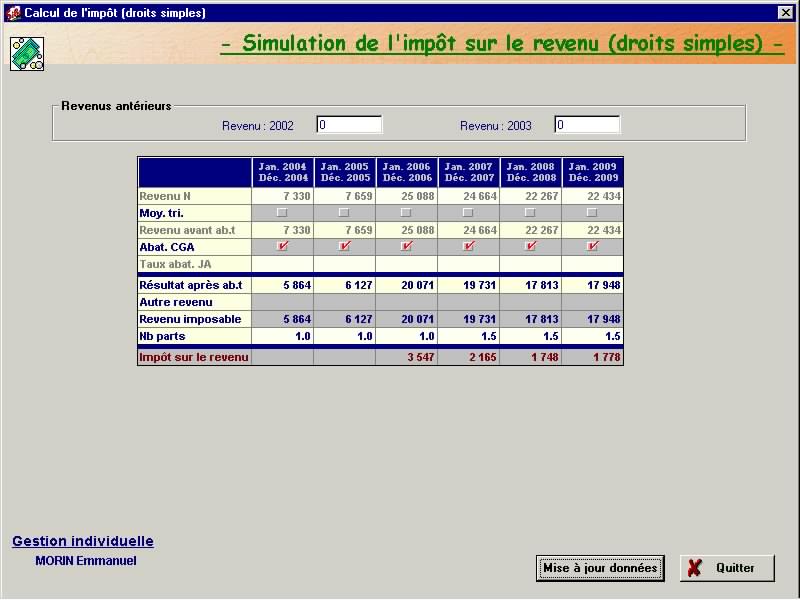 Calcul de l'impôt (droits simples)
- Simulation de l'impôt sur le revenu (droits simples) -
Revenus antérieurs
Revenu : 2002 0 Revenu : 2003 0
Jan. 2004 Jan. 2005 Jan. 2006 Jan. 2007 Jan. 2008 Jan. 2009
Déc. 2004 Déc. 2005 Déc. 2006 Déc. 2007 Déc. 2008 Déc. 2009
Revenu N 7 330 7 659 25 088 24 664 22 267 22 434
Moy. tri.
Revenu avant ab.t 7 330 7 659 25 088 24 664 22 267 22 434
Abat. CGA
Taux abat. JA
Résultat après ab.t 5 864 6 127 20 071 19 731 17 813 17 948
Autre revenu
Revenu imposable 5 864 6 127 20 071 19 731 17 813 17 948
Nb parts 1.0 1.0 1.0 1.5 1.5 1.5
Impôt sur le revenu 3 547 2 165 1 748 1 778
Gestion individuelle
MORIN Emmanuel
Mise à jour données Quitter